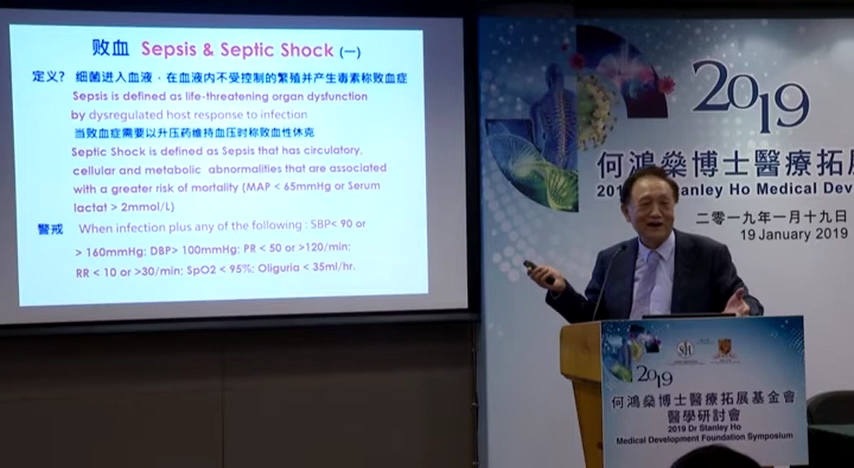 败血 Sepsis & Septic Shock (一)
定义? 细菌进入血液，在血液内不受控制的繁殖并产生毒素称败血症
Sepsis is defined as life-threatening organ dysfunction
by dysregulated host response to infection
当败血症需要以升压药维持血压时称败血性休克
Septic Shock is defined as Sepsis that has circulatory,
cellular and metabolic abnormalities that are associated
with a greater risk of mortality (MAP < 65mmHg or Serum
lactat > 2mmol/L)
警戒 When infection plus any of the following : SBP< 90 or
> 160mmHg; DBP> 100mmHg; PR < 50 or >120/min;
RR < 10 or >30/min; SpO2 < 95%; Oliguria < 35ml/hr.
2019
何鴻燊博士醫療拓展
Stanley Ho Medical Deve
二零一九年一月十九日
19 January 2019
2019
何鴻燊博士醫療拓展基金會
醫學研討會
2019 Dr Stanley Ho
Medical Development Foundation Symposium